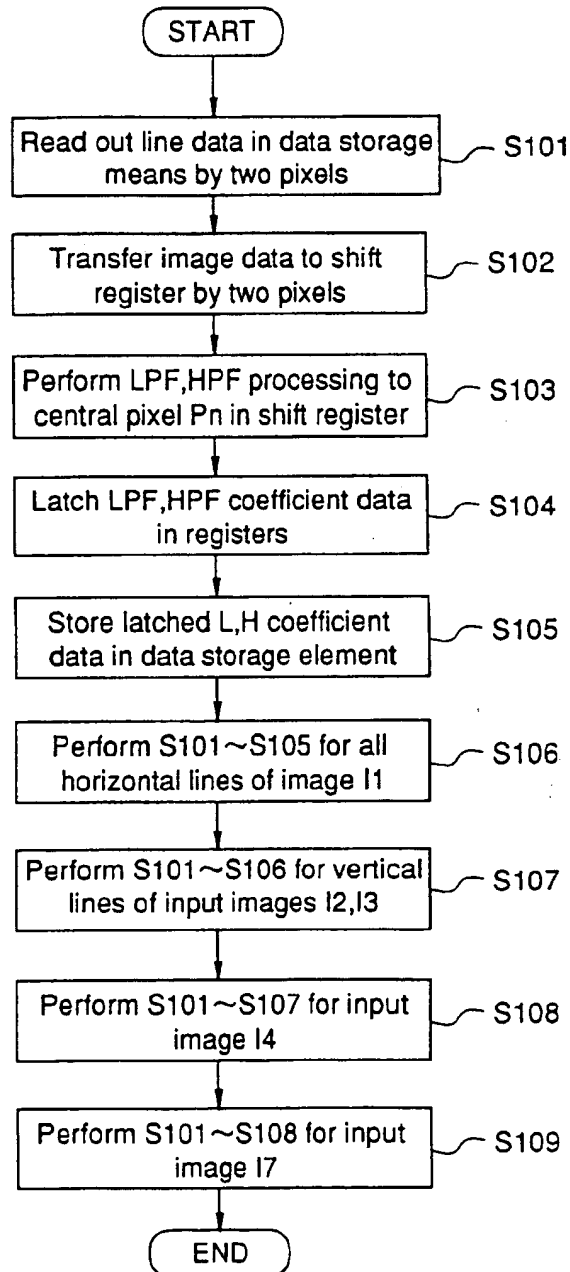 START
Read out line data in data storage
means by two pixels
S101
Transfer image data to shift
register by two pixels
S102
Perform LPF,HPF processing to
central pixel Pn in shift register
S103
Latch LPF,HPF coefficient data
in registers
S104
Store latched L,H coefficient
data in data storage element
S105
Perform S101~S105 for all
horizontal lines of image I1
S106
Perform S101~S106 for vertical
lines of input images I2,I3
S107
Perform S101~S107 for input
image I4
S108
Perform S101~S108 for input
image I7
S109
END